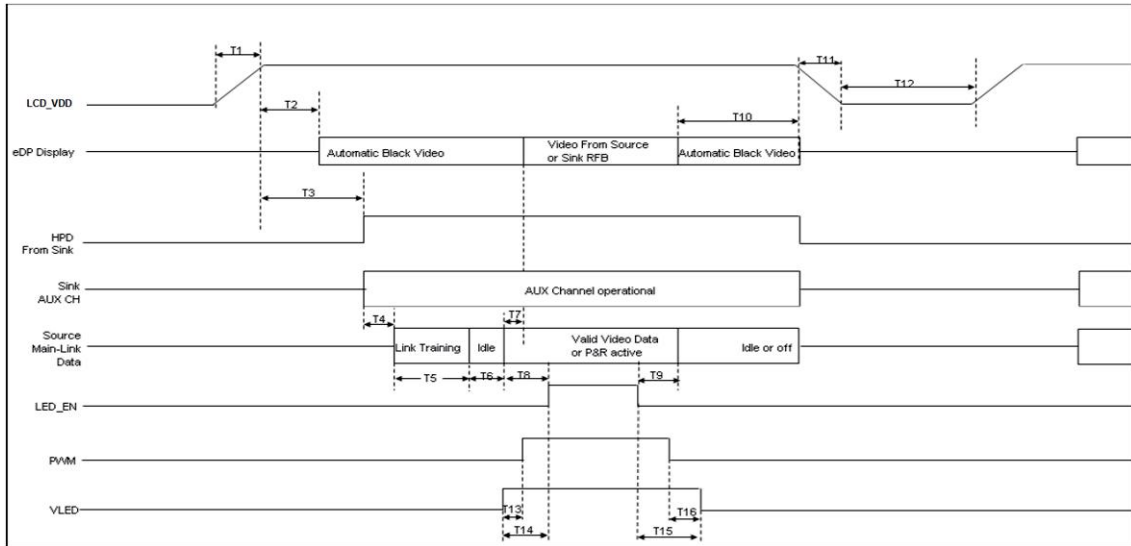 T1
T11
T12
LCD_VDD
T2
T10
eDP Display
Automatic Black Video
Video From Source
or Sink RFB
Automatic Black Video
T3
HPD
From Sink
Sink
AUX CH
AUX Channel operational
T4
T7
Source
Main-Link
Data
Link Training
Idle
Valid Video Data
or P&R active
Idle or off
T5
T6
T8
T9
LED_EN
PWM
VLED
T13
T16
T14
T15